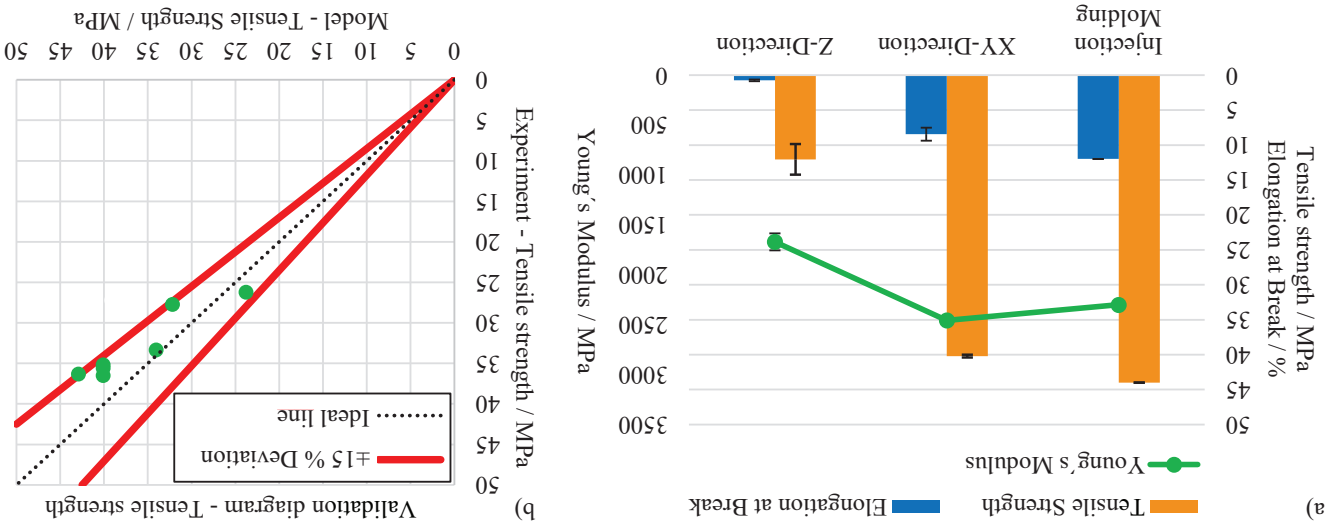 a)
Tensile Strength
Elongation at Break
Young´s Modulus
Tensile strength / MPa
Elongation at Break / %
50
45
40
35
30
25
20
15
10
5
0
3500
3000
2500
2000
1500
1000
500
0
Young´s Modulus / MPa
Injection
Molding
XY-Direction
Z-Direction
b)
Validation diagram - Tensile strength
±15 % Deviation
Ideal line
Experiment - Tensile strength / MPa
50
45
40
35
30
25
20
15
10
5
0
0
5
10
15
20
25
30
35
40
45
50
Model - Tensile Strength / MPa